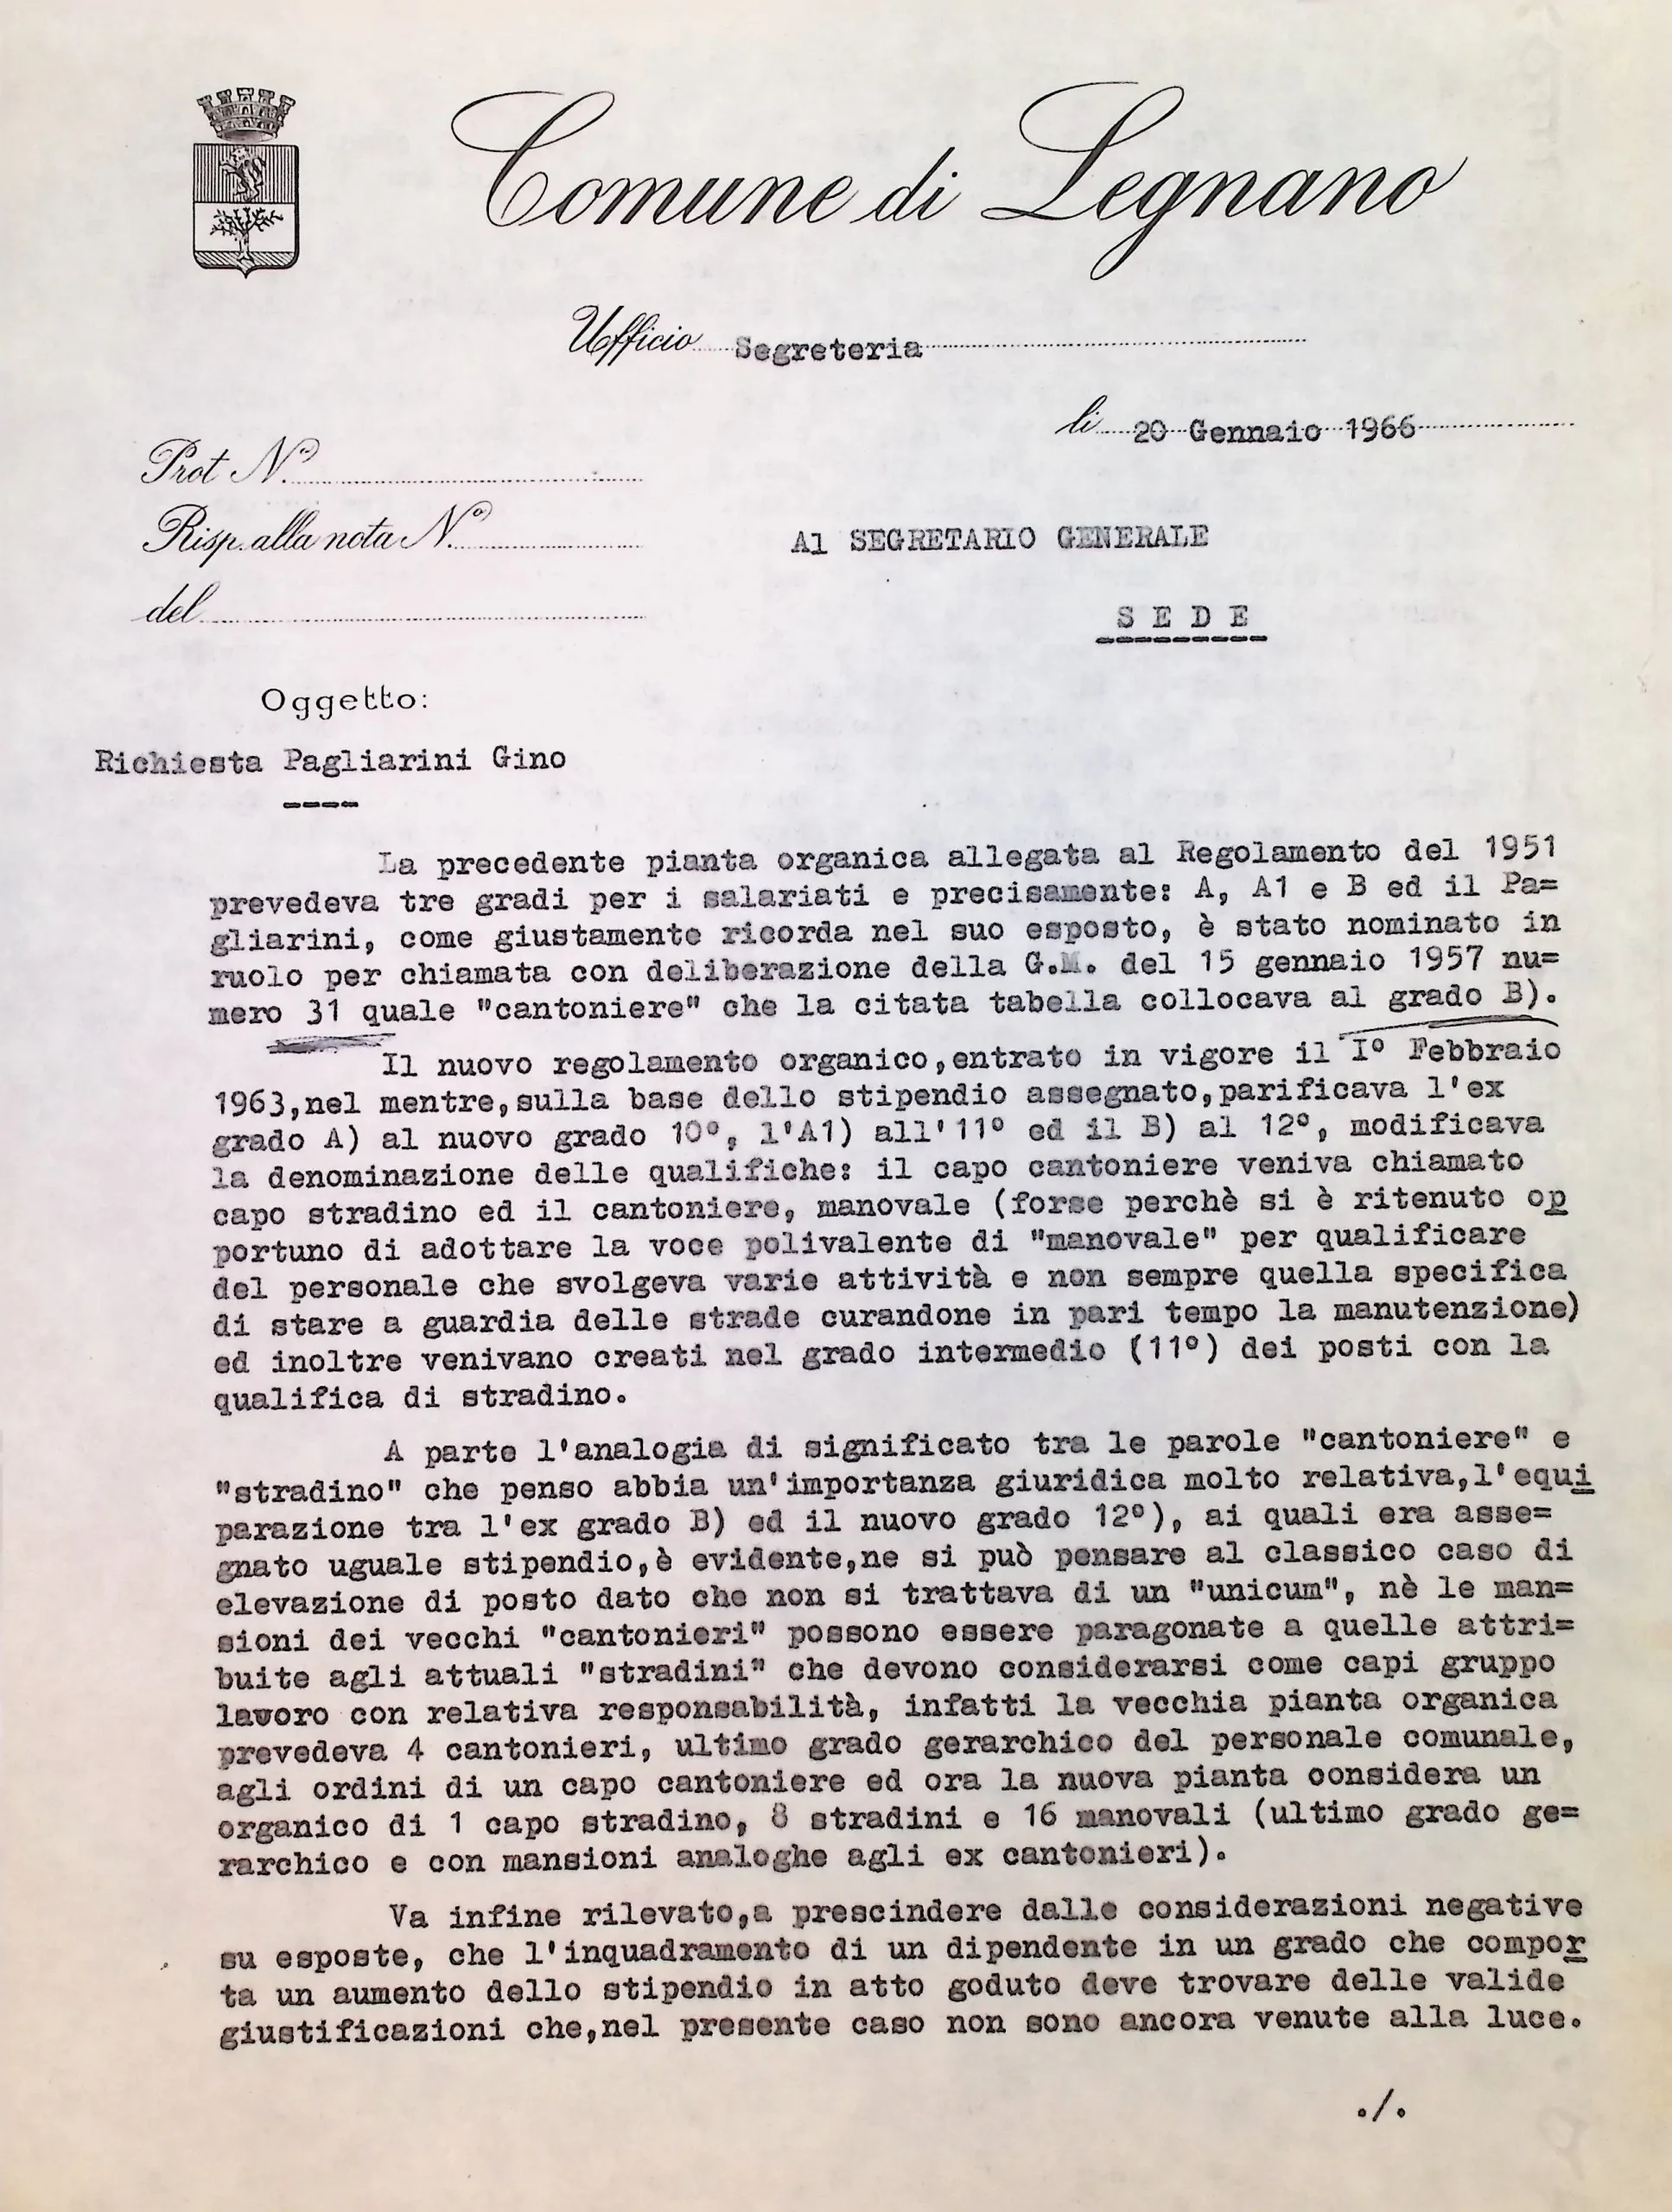 Comune di Legnano
Ufficio Segreteria
li 20 Gennaio 1966
Prot. Nº
Risp. alla nota Nº
del
Al SEGRETARIO GENERALE
S E D E
Oggetto:
Richiesta Pagliarini Gino
La precedente pianta organica allegata al Regolamento del 1951
prevedeva tre gradi per i salariati e precisamente: A, A1 e B ed il Pa=
gliarini, come giustamente ricorda nel suo esposto, è stato nominato in
ruolo per chiamata con deliberazione della G.M. del 15 gennaio 1957 nu=
mero 31 quale "cantoniere" che la citata tabella collocava al grado B).
Il nuovo regolamento organico,entrato in vigore il I° Febbraio
1963,nel mentre,sulla base dello stipendio assegnato,parificava l'ex
grado A) al nuovo grado 10°, l'A1) all'11° ed il B) al 12°, modificava
la denominazione delle qualifiche: il capo cantoniere veniva chiamato
capo stradino ed il cantoniere, manovale (forse perchè si è ritenuto op
portuno di adottare la voce polivalente di "manovale" per qualificare
del personale che svolgeva varie attività e non sempre quella specifica
di stare a guardia delle strade curandone in pari tempo la manutenzione)
ed inoltre venivano creati nel grado intermedio (11°) dei posti con la
qualifica di stradino.
A parte l'analogia di significato tra le parole "cantoniere" e
"stradino" che penso abbia un'importanza giuridica molto relativa,l'equi
parazione tra l'ex grado B) ed il nuovo grado 12°), ai quali era asse=
gnato uguale stipendio,è evidente,ne si può pensare al classico caso di
elevazione di posto dato che non si trattava di un "unicum", nè le man=
sioni dei vecchi "cantonieri" possono essere paragonate a quelle attri=
buite agli attuali "stradini" che devono considerarsi come capi gruppo
lavoro con relativa responsabilità, infatti la vecchia pianta organica
prevedeva 4 cantonieri, ultimo grado gerarchico del personale comunale,
agli ordini di un capo cantoniere ed ora la nuova pianta considera un
organico di 1 capo stradino, 8 stradini e 16 manovali (ultimo grado ge=
rarchico e con mansioni analoghe agli ex cantonieri).
Va infine rilevato,a prescindere dalle considerazioni negative
su esposte, che l'inquadramento di un dipendente in un grado che compor
ta un aumento dello stipendio in atto goduto deve trovare delle valide
giustificazioni che,nel presente caso non sono ancora venute alla luce.
./.